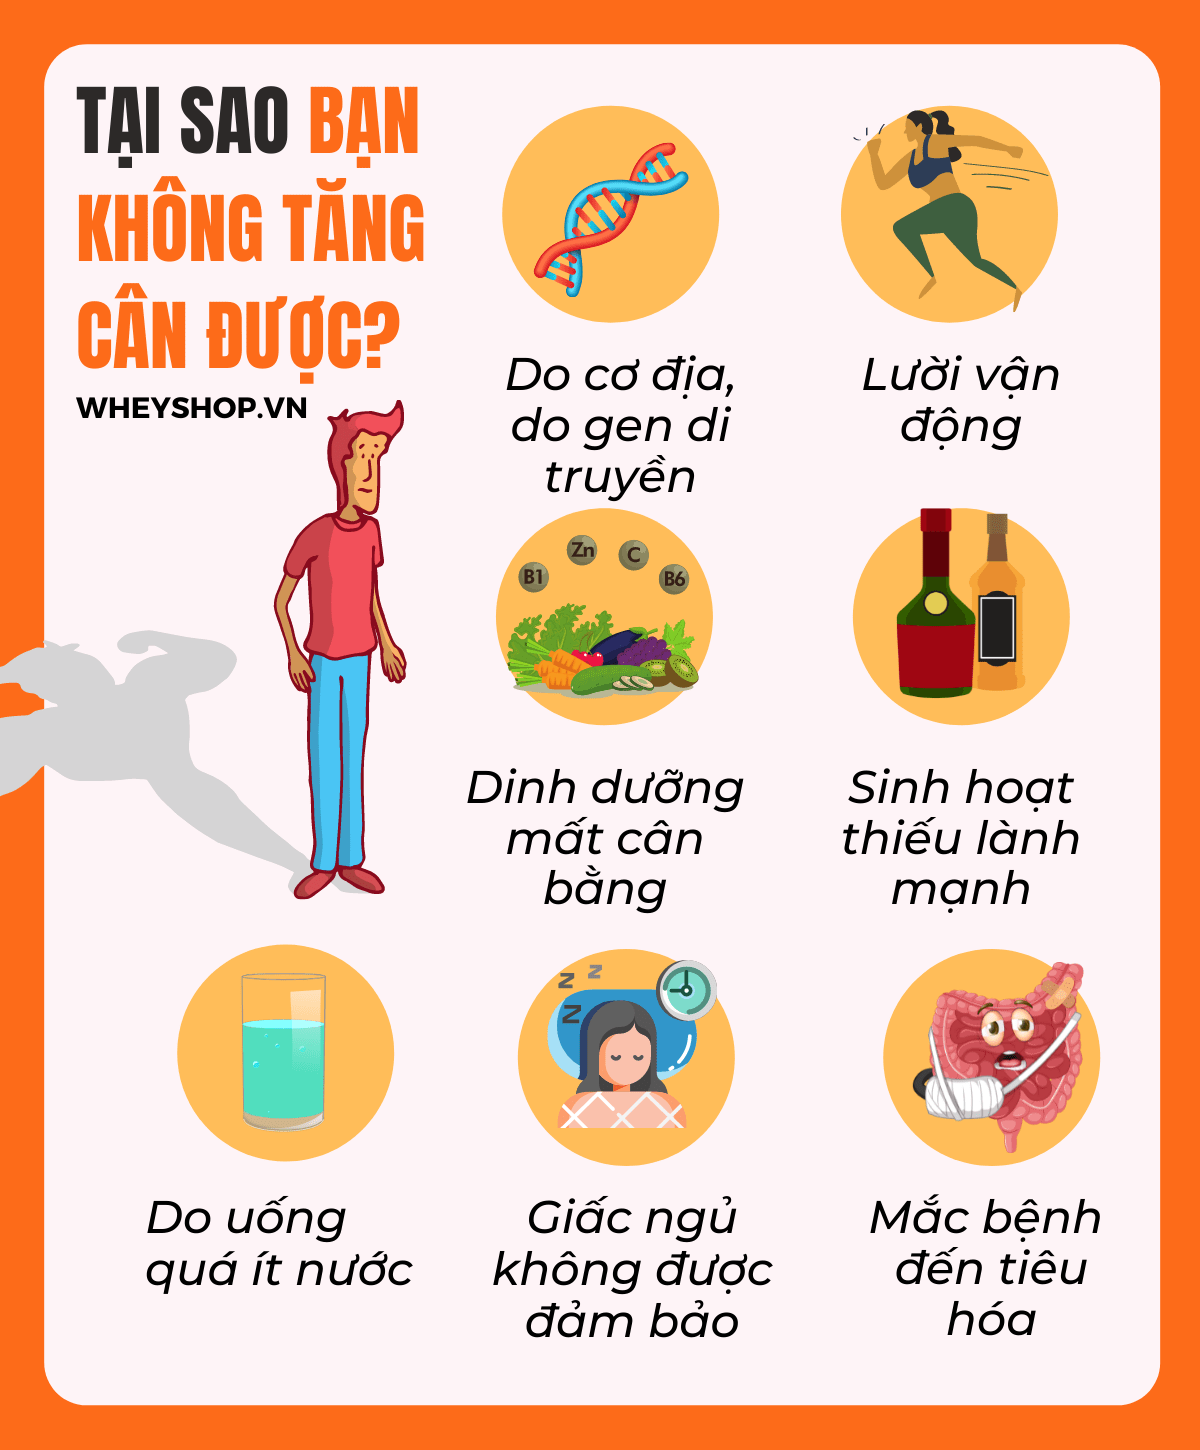 TẠI SAO BẠN
KHÔNG TĂNG
CÂN ĐƯỢC?
WHEYSHOP.VN
Do cơ địa,
do gen di
truyền
Lười vận
động
B1
Zn
C
B6
Dinh dưỡng
mất cân
bằng
Sinh hoạt
thiếu lành
mạnh
Z
Z
Z
Do uống
quá ít nước
Giấc ngủ
không được
đảm bảo
Mắc bệnh
đến tiêu
hóa